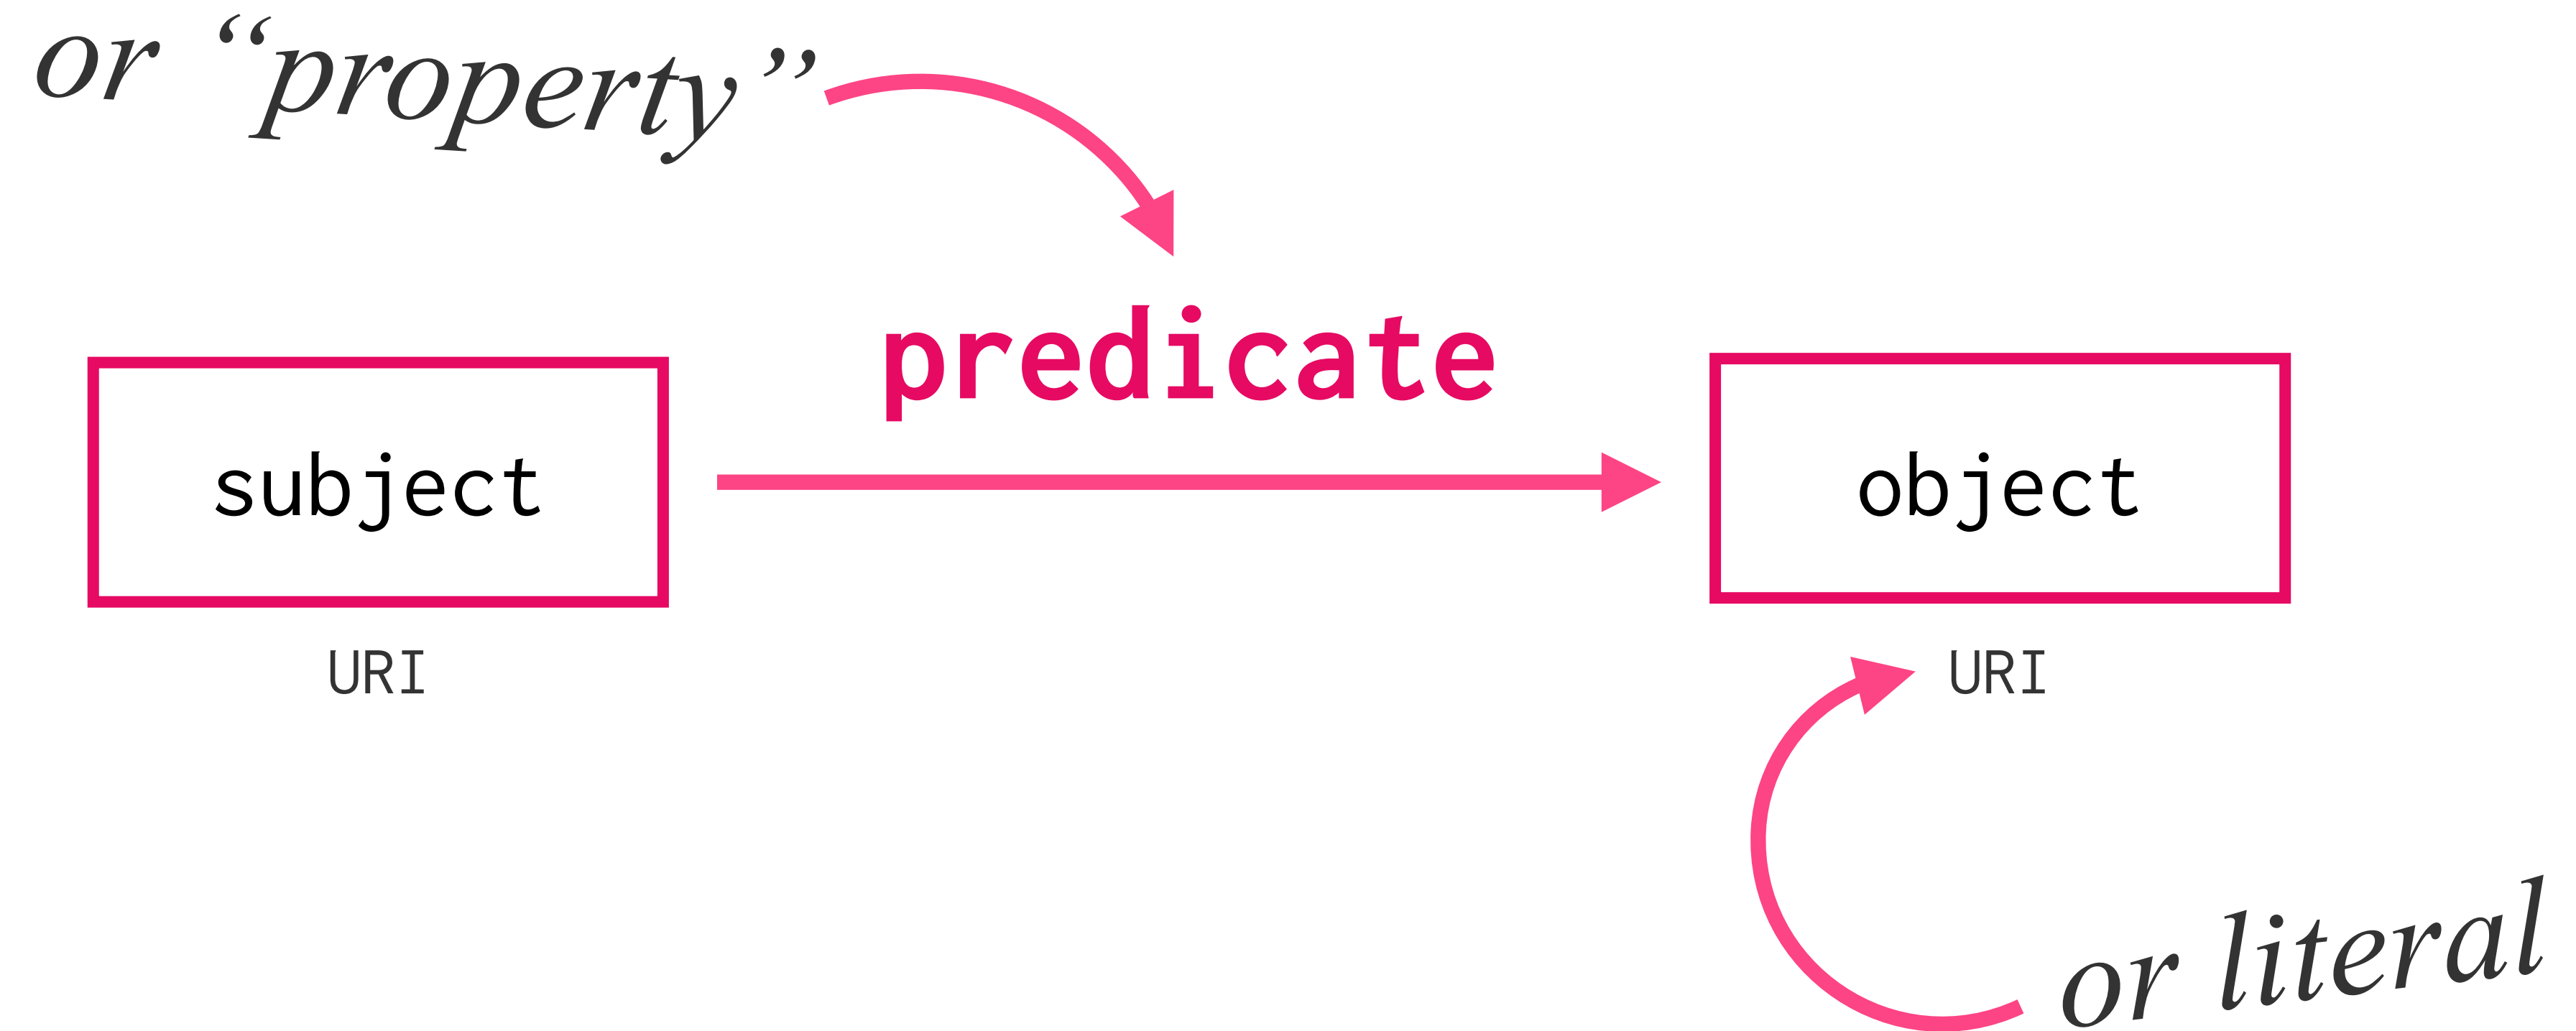 or “property”
predicate
subject
object
URI
URI
or literal